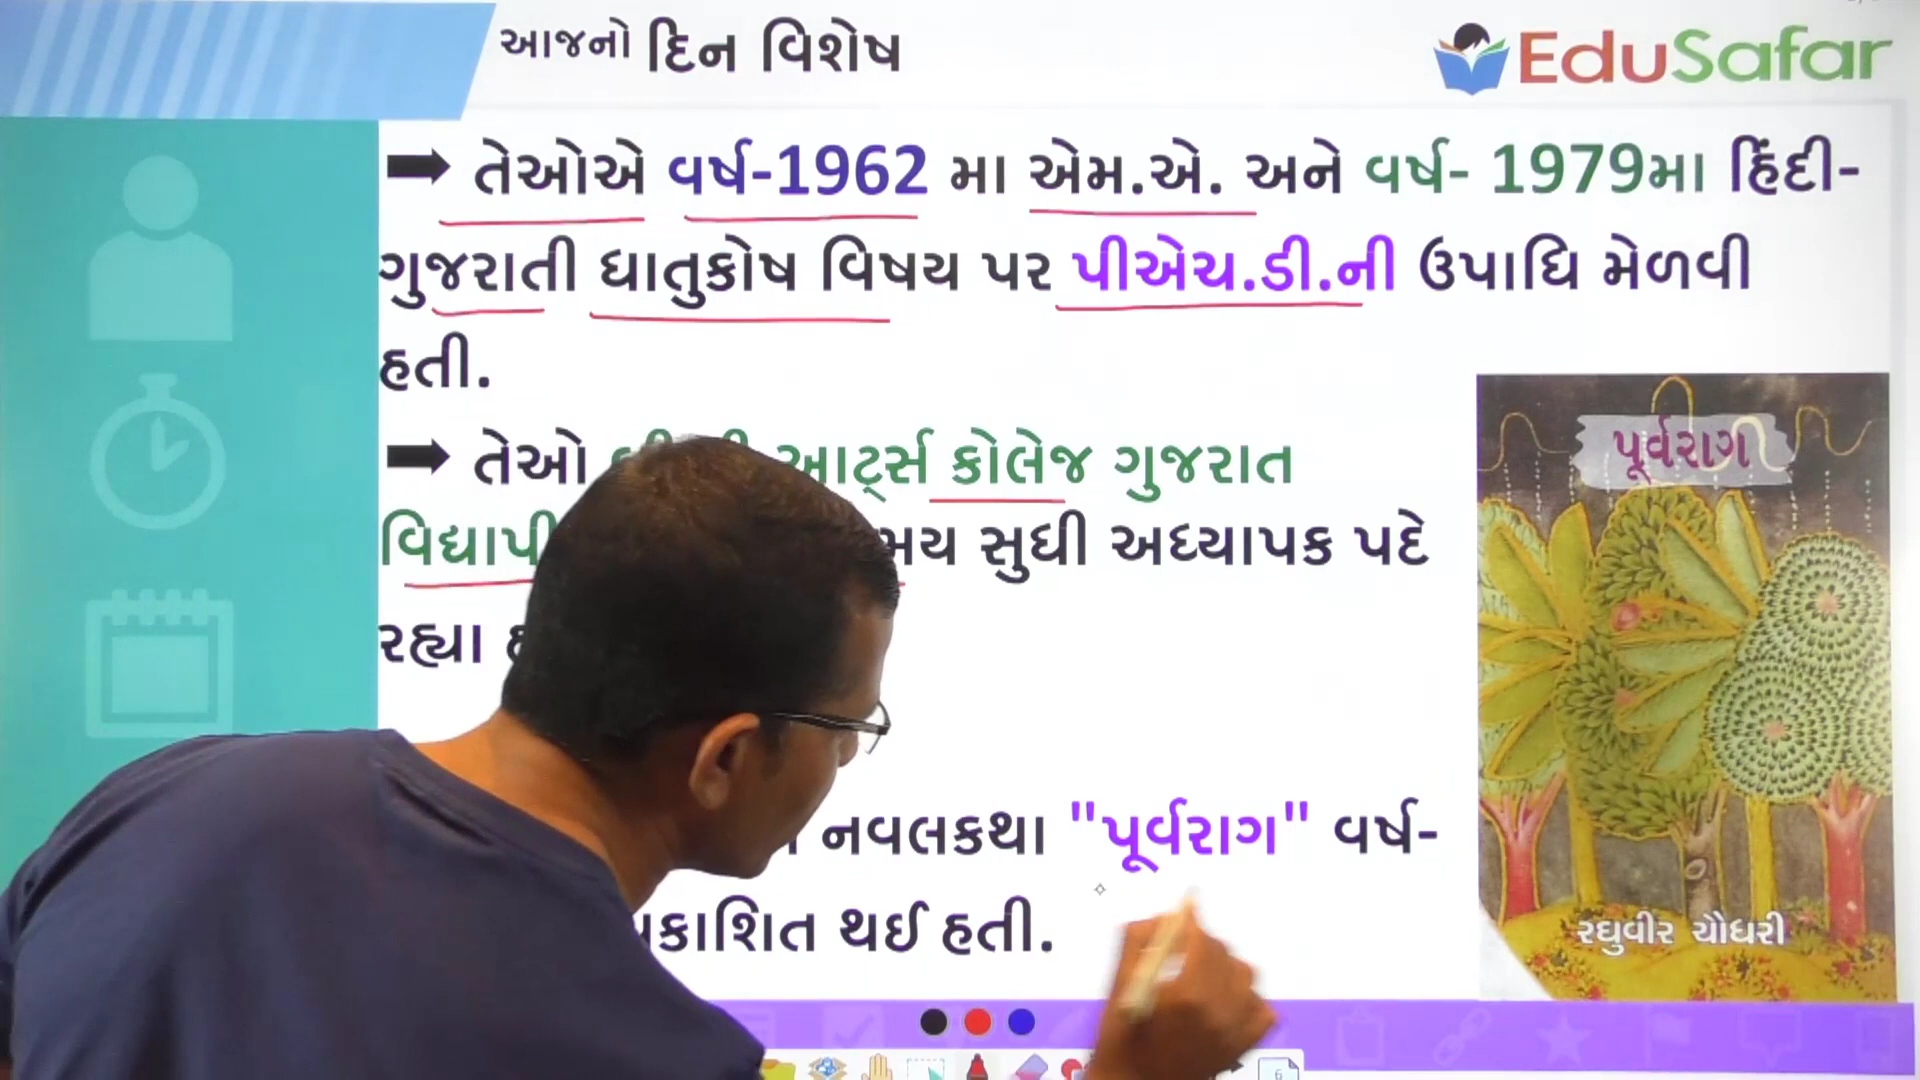 આજનો દિન વિશેષ
EduSafar
➡ તેઓએ વર્ષ-1962 મા એમ.એ. અને વર્ષ- 1979મા હિંદી-
ગુજરાતી ધાતુકોષ વિષય પર પીએચ.ડી.ની ઉપાધિ મેળવી
હતી.
➡ તેઓ આર્ટ્સ કોલેજ ગુજરાત
સુધી અધ્યાપક પદે
રહ્યા
નવલકથા "પૂર્વરાગ" વર્ષ-
થઈ હતી.
પૂર્વરાગ
રઘુવીર ચૌધરી
6